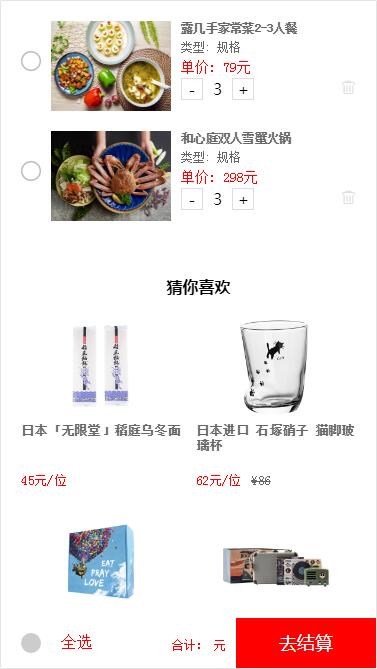 露几手家常菜2-3人餐
类型：规格
单价：79元
- 3 +
和心庭双人雪蟹火锅
类型：规格
单价：298元
- 3 +
猜你喜欢
日本「无限堂」稻庭乌冬面
日本进口 石塚硝子 猫脚玻
璃杯
45元/位
62元/位 ¥86
EAT
PRAY
LOVE
全选
合计： 元
去结算